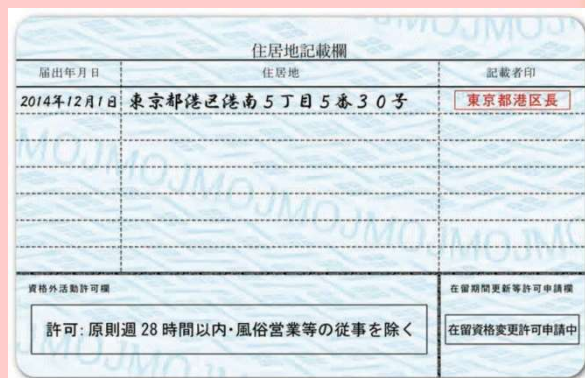 住居地記載欄
届出年月日 住居地 記載者印
2014年12月1日 東京都港区港南5丁目5番30号 東京都港区長
資格外活動許可欄 在留期間更新等許可申請欄
許可:原則週28時間以内・風俗営業等の従事を除く 在留資格変更許可申請中
MOJMOJMOJMOJMOJ